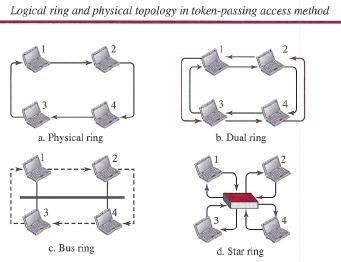 Logical ring and physical topology in token-passing access method
1 2
3 4
a. Physical ring
1 2
3 4
b. Dual ring
1 2
3 4
c. Bus ring
1 2
3 4
d. Star ring